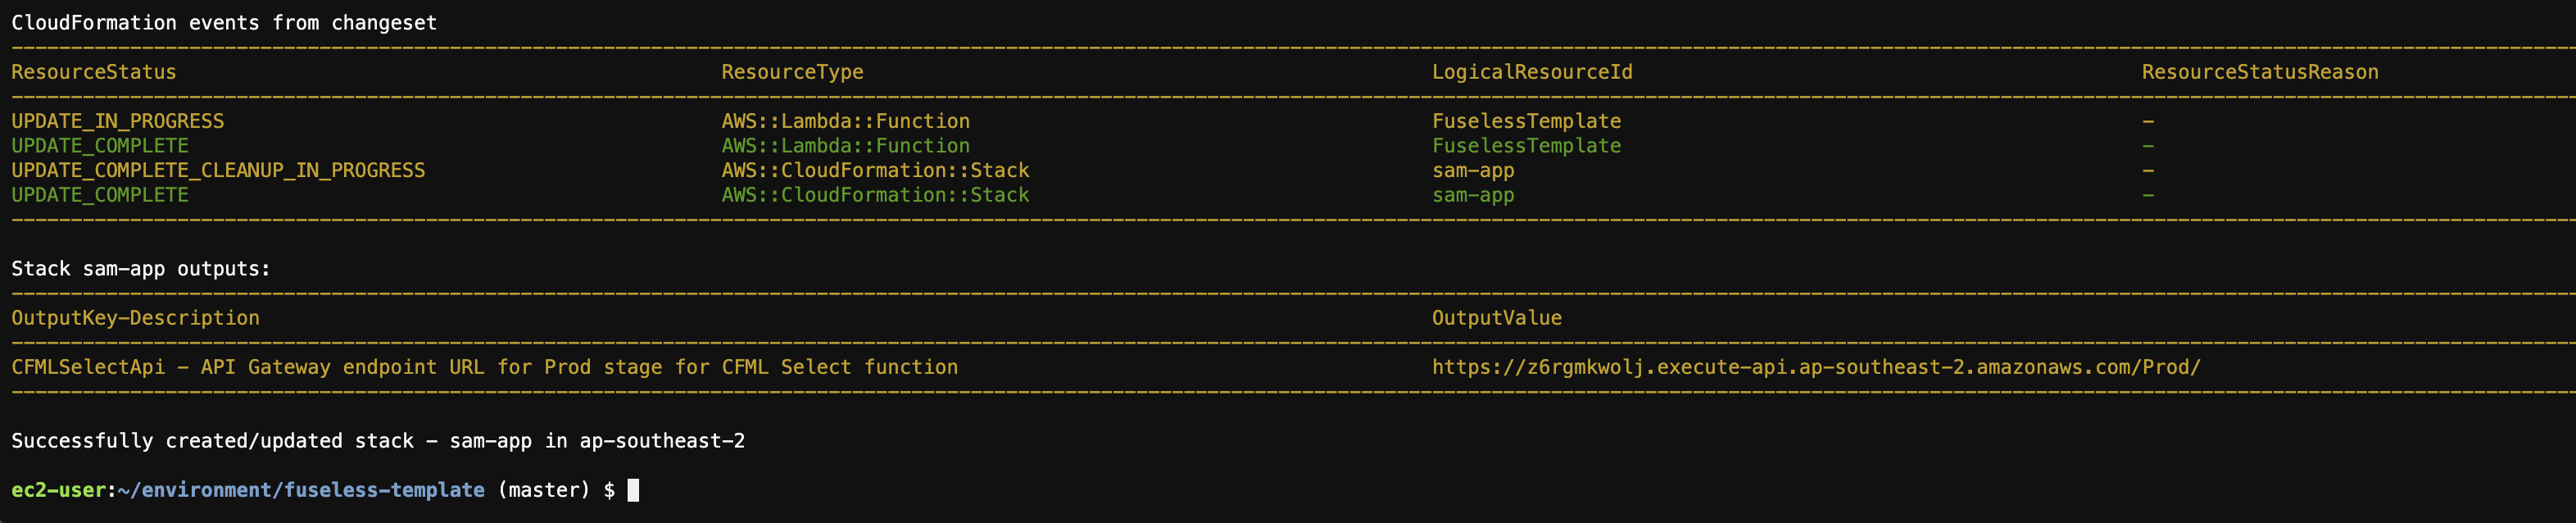 CloudFormation events from changeset
ResourceStatus ResourceType LogicalResourceId ResourceStatusReason
UPDATE_IN_PROGRESS AWS::Lambda::Function FuselessTemplate -
UPDATE_COMPLETE AWS::Lambda::Function FuselessTemplate -
UPDATE_COMPLETE_CLEANUP_IN_PROGRESS AWS::CloudFormation::Stack sam-app -
UPDATE_COMPLETE AWS::CloudFormation::Stack sam-app -
Stack sam-app outputs:
OutputKey-Description OutputValue
CFMLSelectApi - API Gateway endpoint URL for Prod stage for CFML Select function https://z6rgmkwolj.execute-api.ap-southeast-2.amazonaws.com/Prod/
Successfully created/updated stack - sam-app in ap-southeast-2
ec2-user:~/environment/fuseless-template (master) $